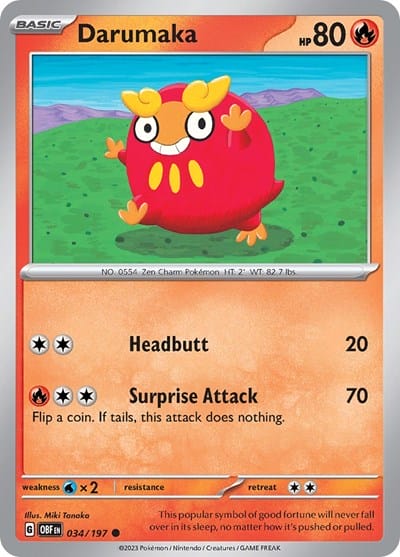 BASIC Darumaka HP 80
NO. 0554 Zen Charm Pokémon HT: 2' WT: 82.7 lbs.
Headbutt 20
Surprise Attack 70
Flip a coin. If tails, this attack does nothing.
weakness ×2 resistance retreat
Illus. Miki Tanaka
G OBF EN 034/197
This popular symbol of good fortune will never
over in its sleep, no matter how it's pushed or pulled.
©2023 Pokémon / Nintendo / Creatures / GAME FREAK